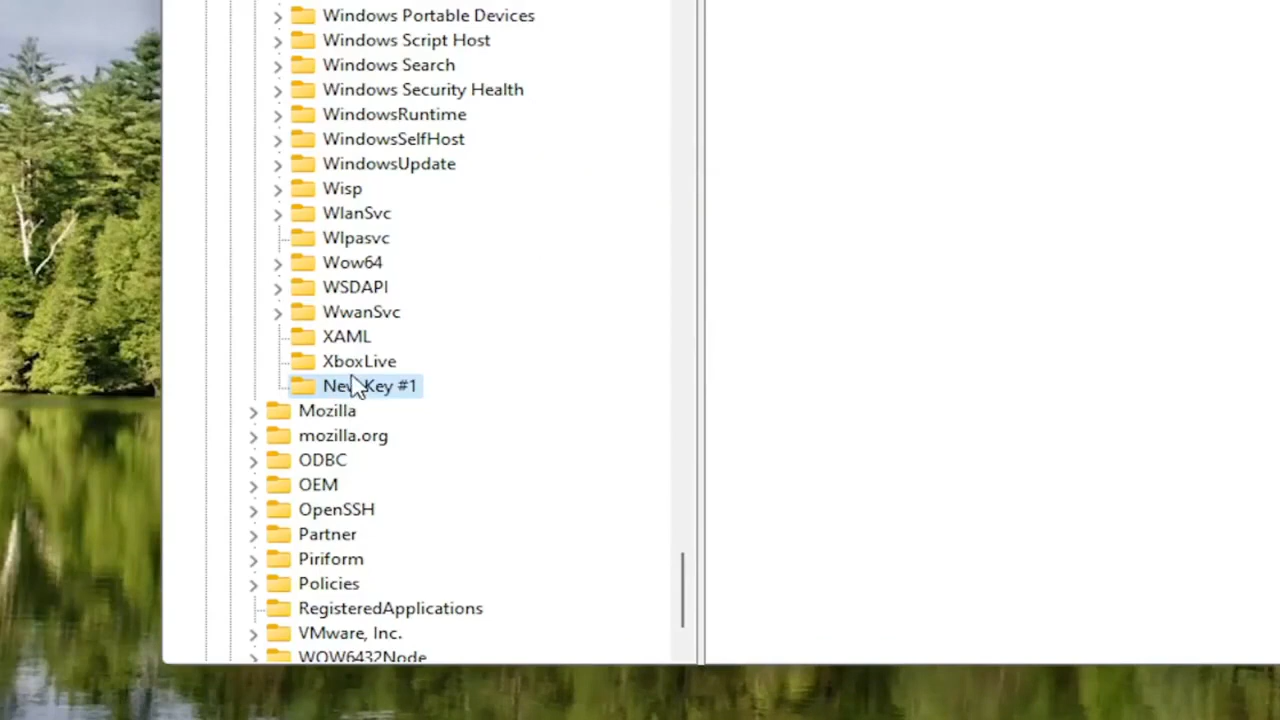 Windows Portable Devices
Windows Script Host
Windows Search
Windows Security Health
WindowsRuntime
WindowsSelfHost
WindowsUpdate
Wisp
WlanSvc
Wlpasvc
Wow64
WSDAPI
WwanSvc
XAML
XboxLive
New Key #1
Mozilla
mozilla.org
ODBC
OEM
OpenSSH
Partner
Piriform
Policies
RegisteredApplications
VMware, Inc.
WOW6432Node